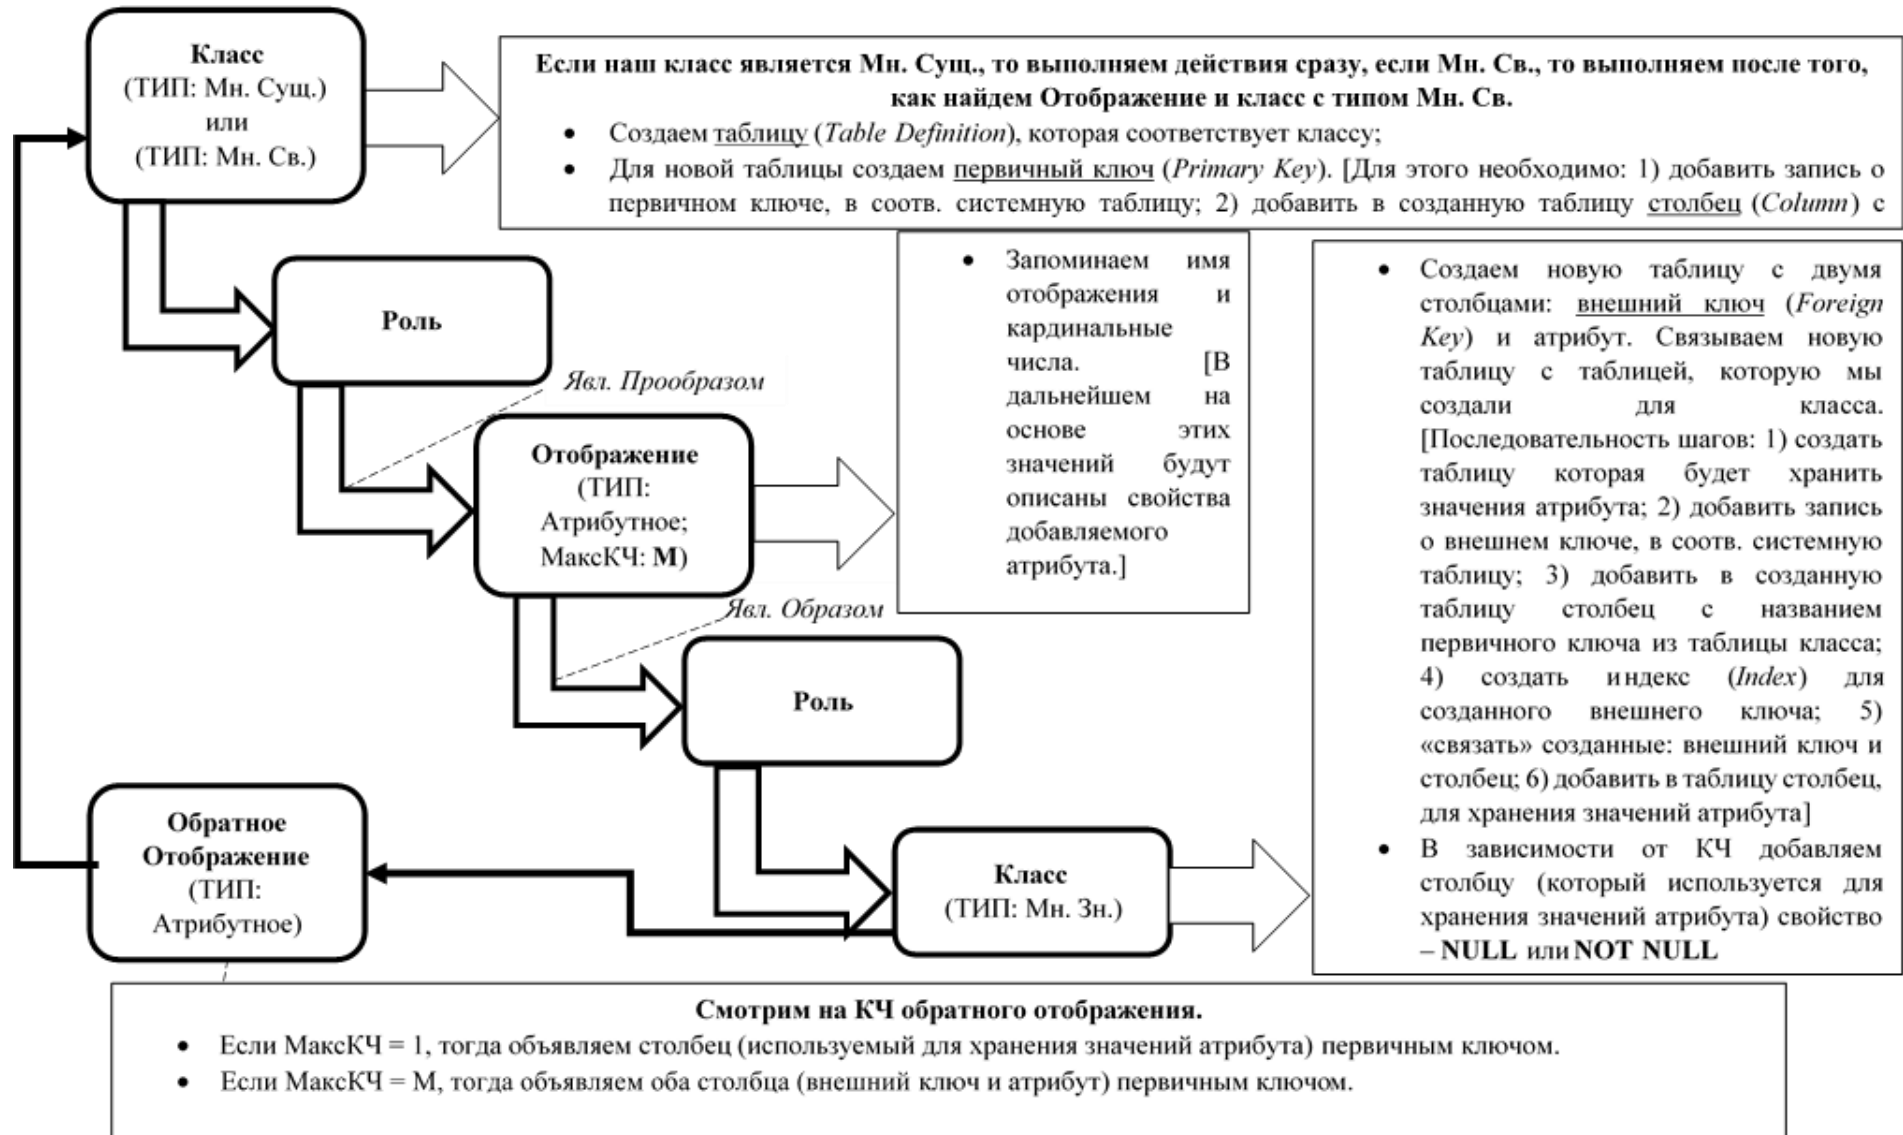 Класс
(ТИП: Мн. Сущ.)
или
(ТИП: Мн. Св.)
Если наш класс является Мн. Сущ., то выполняем действия сразу, если Мн. Св., то выполняем после того,
как найдем Отображение и класс с типом Мн. Св.
• Создаем таблицу (Table Definition), которая соответствует классу;
• Для новой таблицы создаем первичный ключ (Primary Key). [Для этого необходимо: 1) добавить запись о
первичном ключе, в соотв. системную таблицу; 2) добавить в созданную таблицу столбец (Column) с
Роль
Явл. Прообразом
Отображение
(ТИП:
Атрибутное;
МаксКЧ: М)
• Запоминаем имя
отображения и
кардинальные
числа. [В
дальнейшем на
основе этих
значений будут
описаны свойства
добавляемого
атрибута.]
Явл. Образом
Роль
Класс
(ТИП: Мн. Зн.)
• Создаем новую таблицу с двумя
столбцами: внешний ключ (Foreign
Key) и атрибут. Связываем новую
таблицу с таблицей, которую мы
создали для класса.
[Последовательность шагов: 1) создать
таблицу которая будет хранить
значения атрибута; 2) добавить запись
о внешнем ключе, в соотв. системную
таблицу; 3) добавить в созданную
таблицу столбец с названием
первичного ключа из таблицы класса;
4) создать индекс (Index) для
созданного внешнего ключа; 5)
«связать» созданные: внешний ключ и
столбец; 6) добавить в таблицу столбец,
для хранения значений атрибута]
• В зависимости от КЧ добавляем
столбцу (который используется для
хранения значений атрибута) свойство
– NULL или NOT NULL
Обратное
Отображение
(ТИП:
Атрибутное)
Смотрим на КЧ обратного отображения.
• Если МаксКЧ = 1, тогда объявляем столбец (используемый для хранения значений атрибута) первичным ключом.
• Если МаксКЧ = М, тогда объявляем оба столбца (внешний ключ и атрибут) первичным ключом.